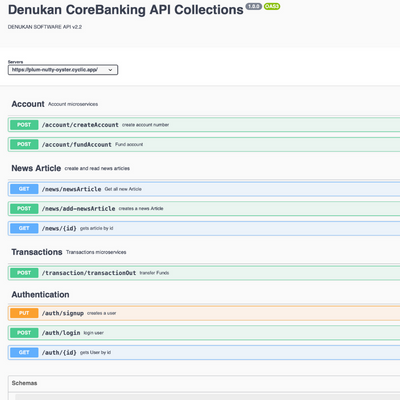 Denukan CoreBanking API Collections 1.0.0 OAS3
DENUKAN SOFTWARE API v2.2
Servers
https://plum-nutty-oyster.cyclic.app/
Account Account microservices
POST /account/createAccount create account number
POST /account/fundAccount Fund account
News Article create and read news articles
GET /news/newsArticle Get all new Article
POST /news/add-newsArticle creates a news Article
GET /news/{id} gets article by id
Transactions Transactions microservices
POST /transaction/transactionOut transfer Funds
Authentication
PUT /auth/signup creates a user
POST /auth/login login user
GET /auth/{id} gets User by id
Schemas